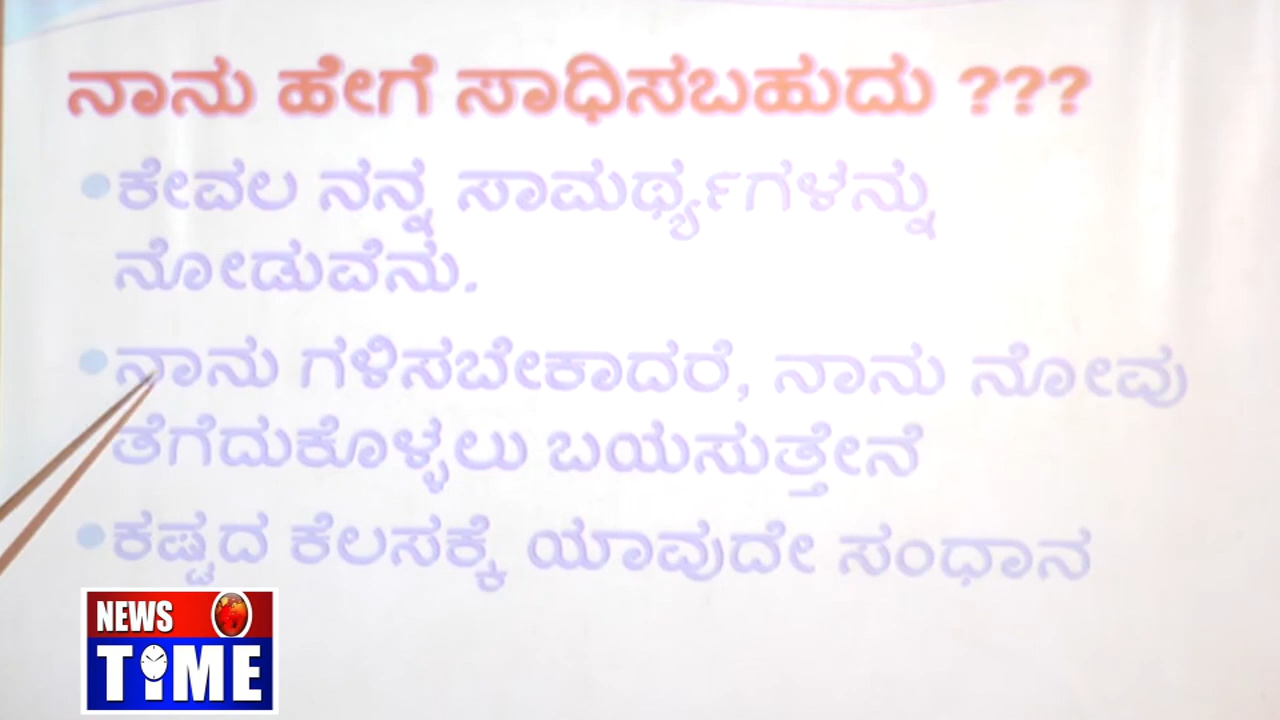 ನಾನು ಹೇಗೆ ಸಾಧಿಸಬಹುದು ???
•ಕೇವಲ ನನ್ನ ಸಾಮರ್ಥ್ಯಗಳನ್ನು
ನೋಡುವೆನು.
•ನಾನು ಗಳಿಸಬೇಕಾದರೆ, ನಾನು ನೋವು
ತೆಗೆದುಕೊಳ್ಳಲು ಬಯಸುತ್ತೇನೆ
•ಕಷ್ಟದ ಕೆಲಸಕ್ಕೆ ಯಾವುದೇ ಸಂಧಾನ
NEWS
TIME